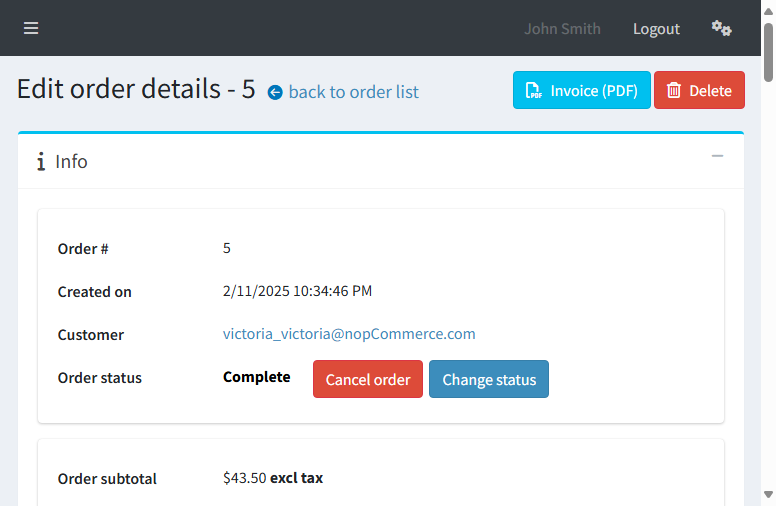 John Smith Logout
Edit order details - 5 back to order list Invoice (PDF) Delete
Info
Order # 5
Created on 2/11/2025 10:34:46 PM
Customer victoria_victoria@nopCommerce.com
Order status Complete Cancel order Change status
Order subtotal $43.50 excl tax